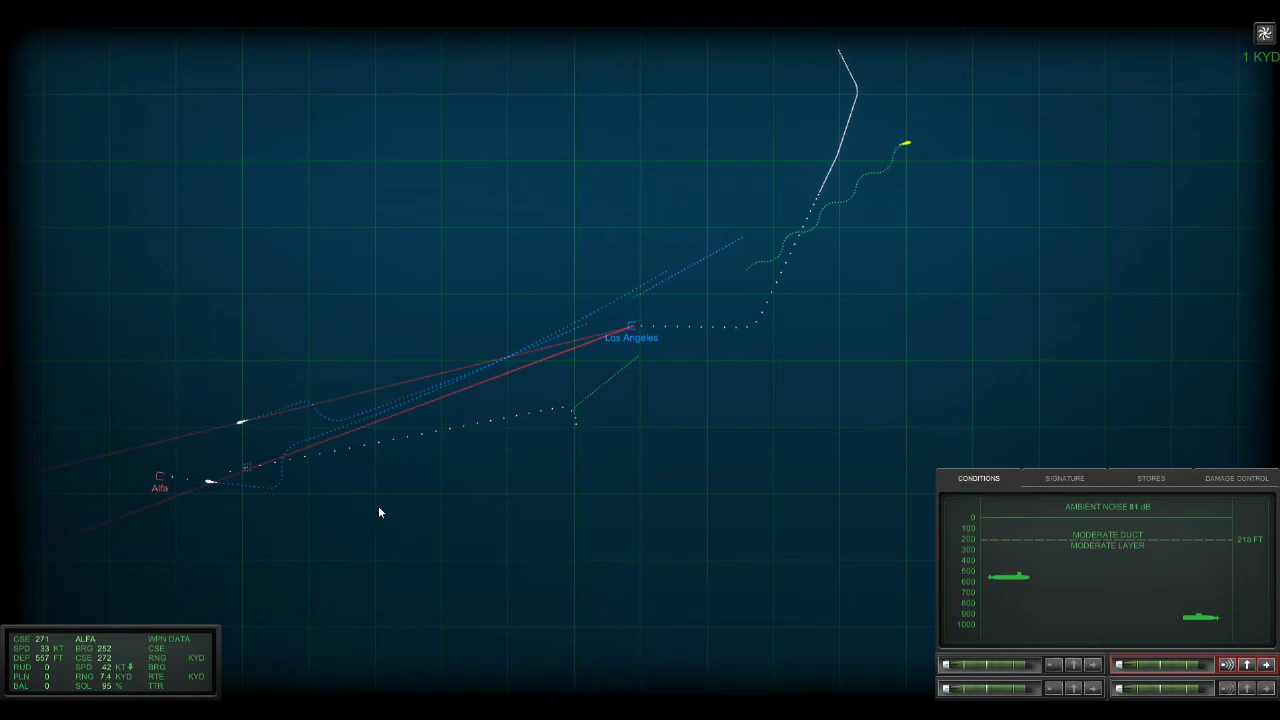 1 KYD
Los Angeles
Alfa
CONDITIONS SIGNATURE STORES DAMAGE CONTROL
AMBIENT NOISE 81 dB
0
100
200
300
400
500
600
700
800
900
1000
MODERATE DUCT
MODERATE LAYER
218 FT
CSE 271 ALFA WPN DATA
SPD 33 KT BRG 252 CSE
DEP 557 FT CSE 272 RNG KYD
RUD 0 SPD 42 KT BRG
PLN 0 RNG 7.4 KYD RTE KYD
BAL 0 SOL 95 % TTR